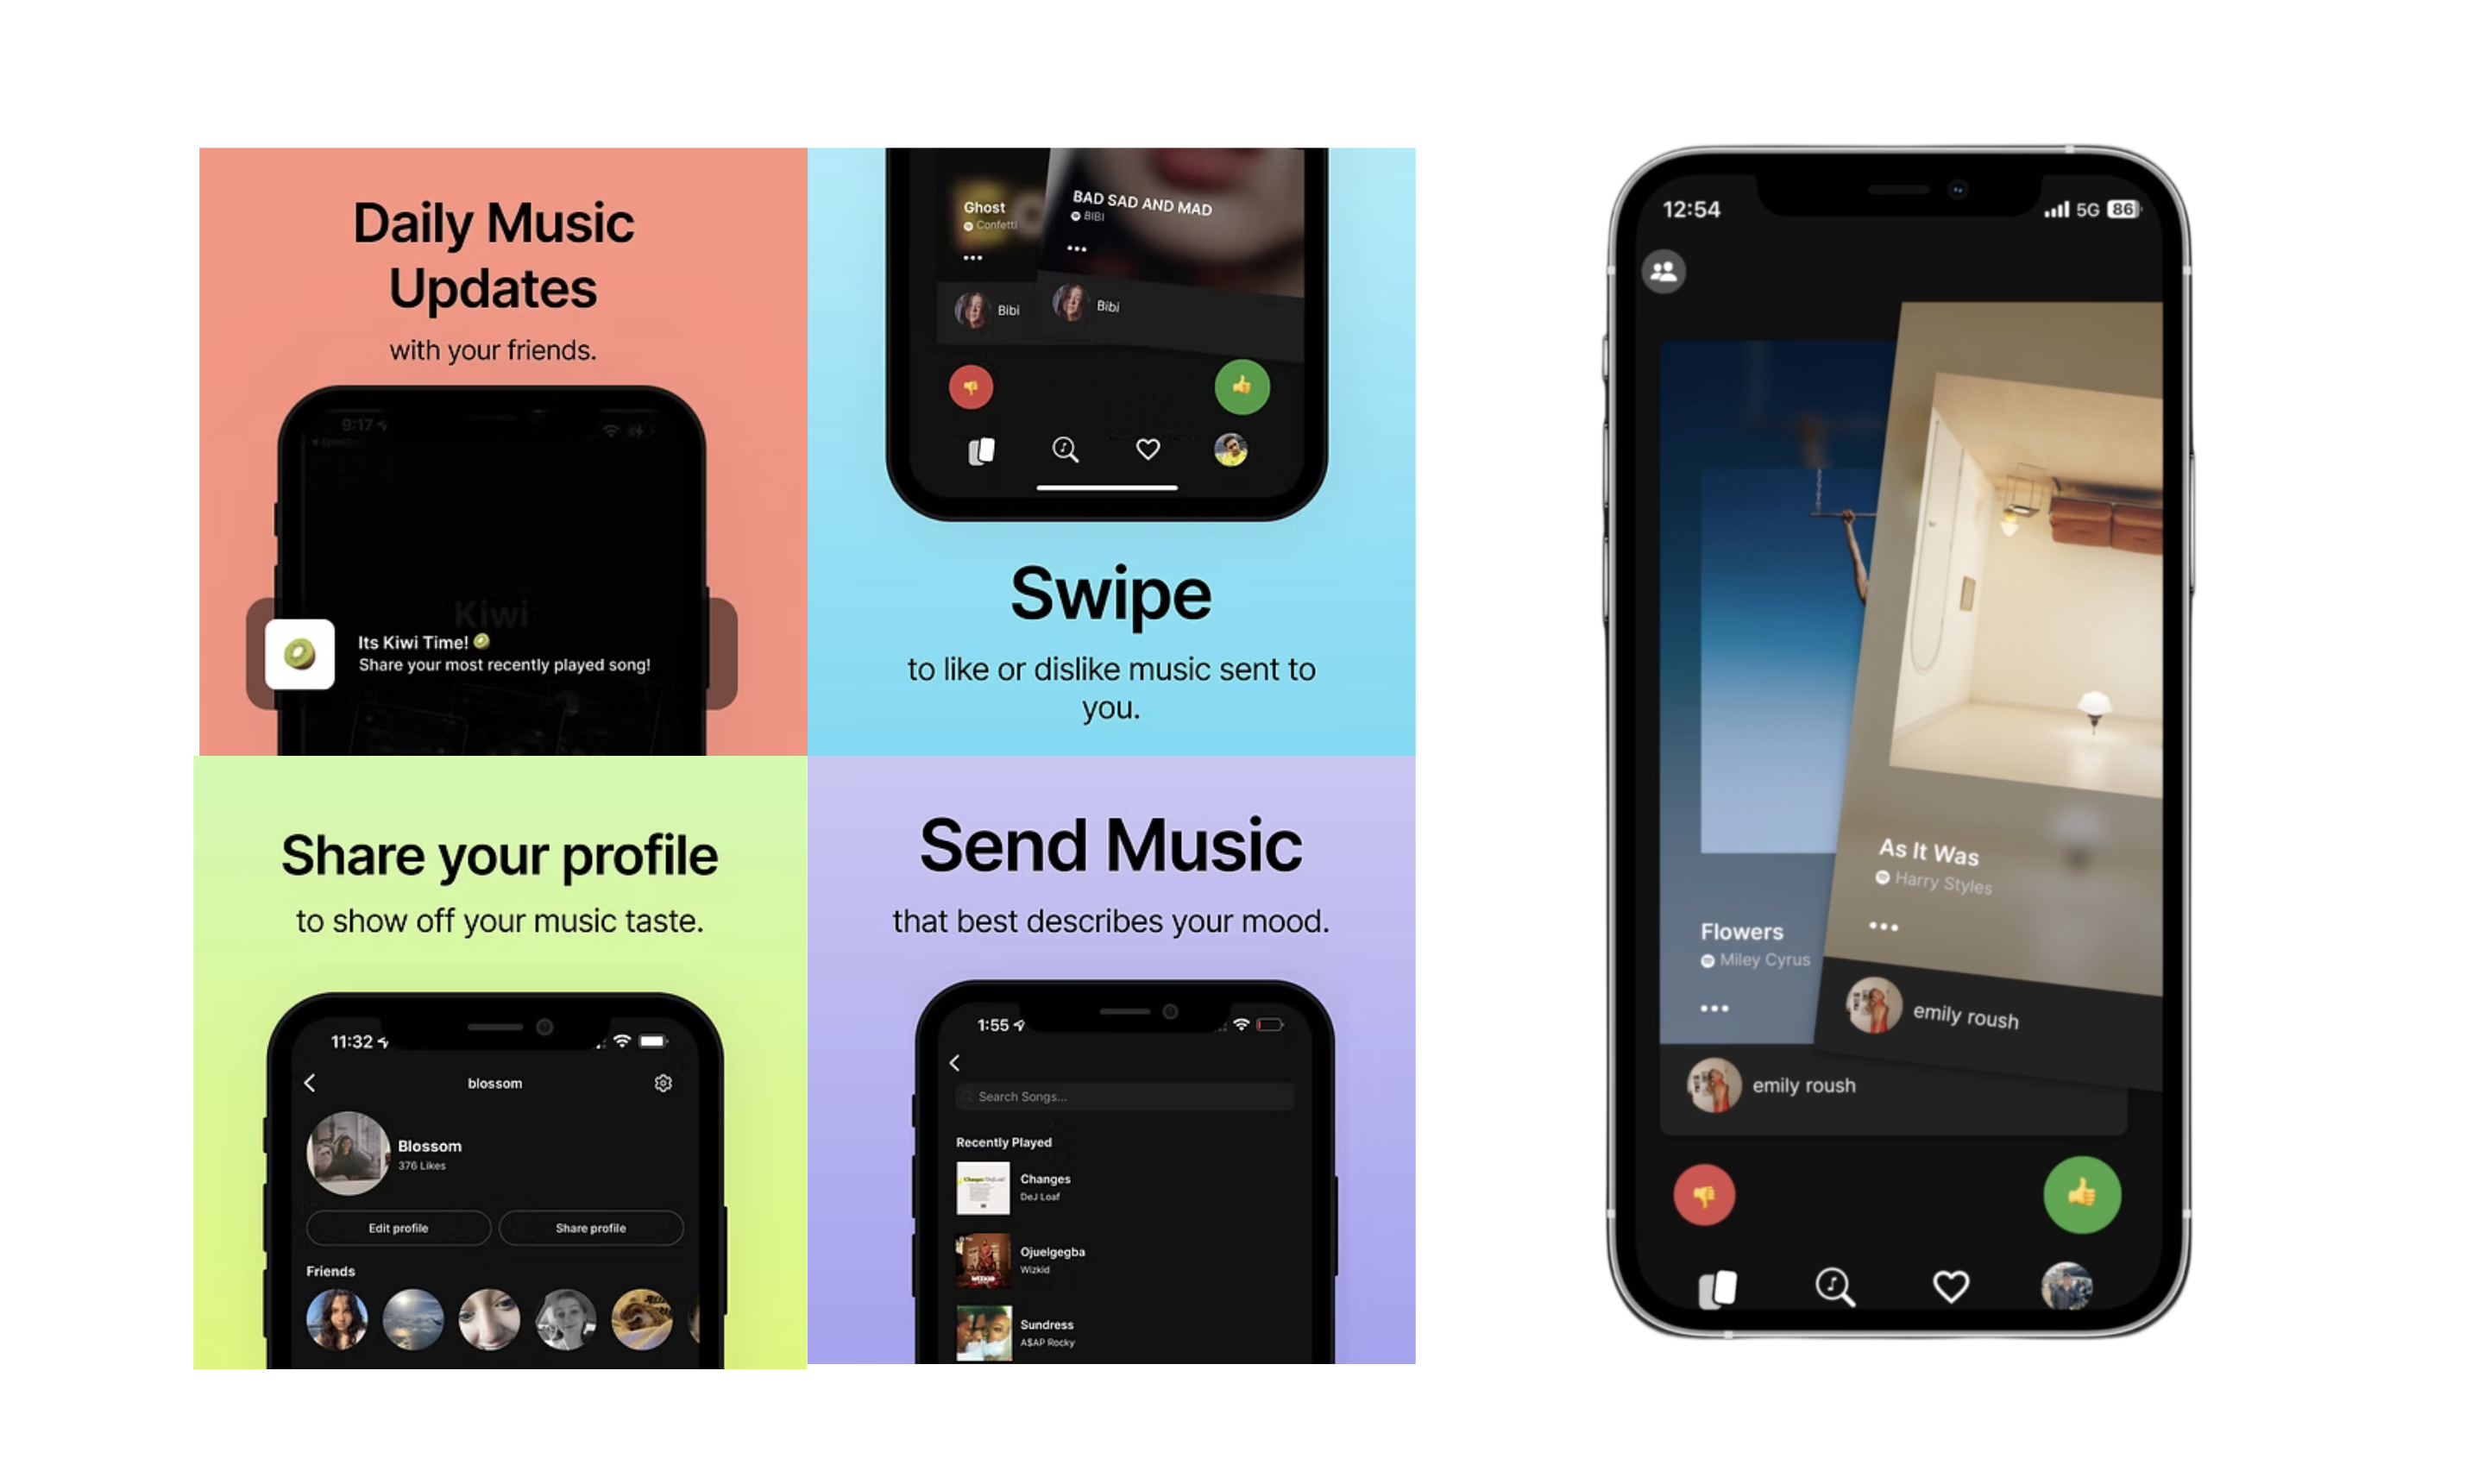 Daily Music
Updates
with your friends.
9:17
Kiwi
Its Kiwi Time! 🥝
Share your most recently played song!
Ghost
Confetti
•••
BAD SAD AND MAD
BIBI
•••
Bibi
Bibi
Swipe
to like or dislike music sent to
you.
Share your profile
to show off your music taste.
11:32
blossom
Blossom
376 Likes
Edit profile
Share profile
Friends
Send Music
that best describes your mood.
1:55
Search Songs...
Recently Played
Changes
DeJ Loaf
Ojuelgegba
Wizkid
Sundress
A$AP Rocky
12:54
5G 86
As It Was
Harry Styles
•••
Flowers
Miley Cyrus
•••
emily roush
emily roush